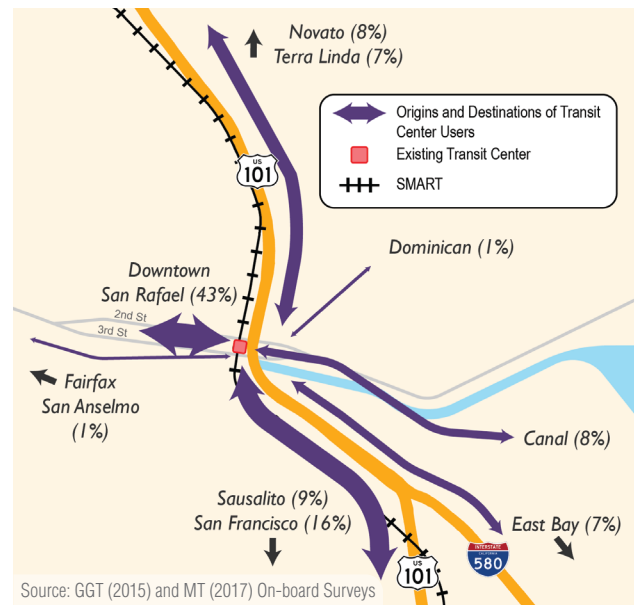 Novato (8%)
Terra Linda (7%)
Origins and Destinations of Transit
Center Users
Existing Transit Center
SMART
US
101
Dominican (1%)
Downtown
San Rafael (43%)
2nd St
3rd St
Fairfax
San Anselmo
(1%)
Canal (8%)
Sausalito (9%)
San Francisco (16%)
East Bay (7%)
INTERSTATE
CALIFORNIA
580
US
101
Source: GGT (2015) and MT (2017) On-board Surveys